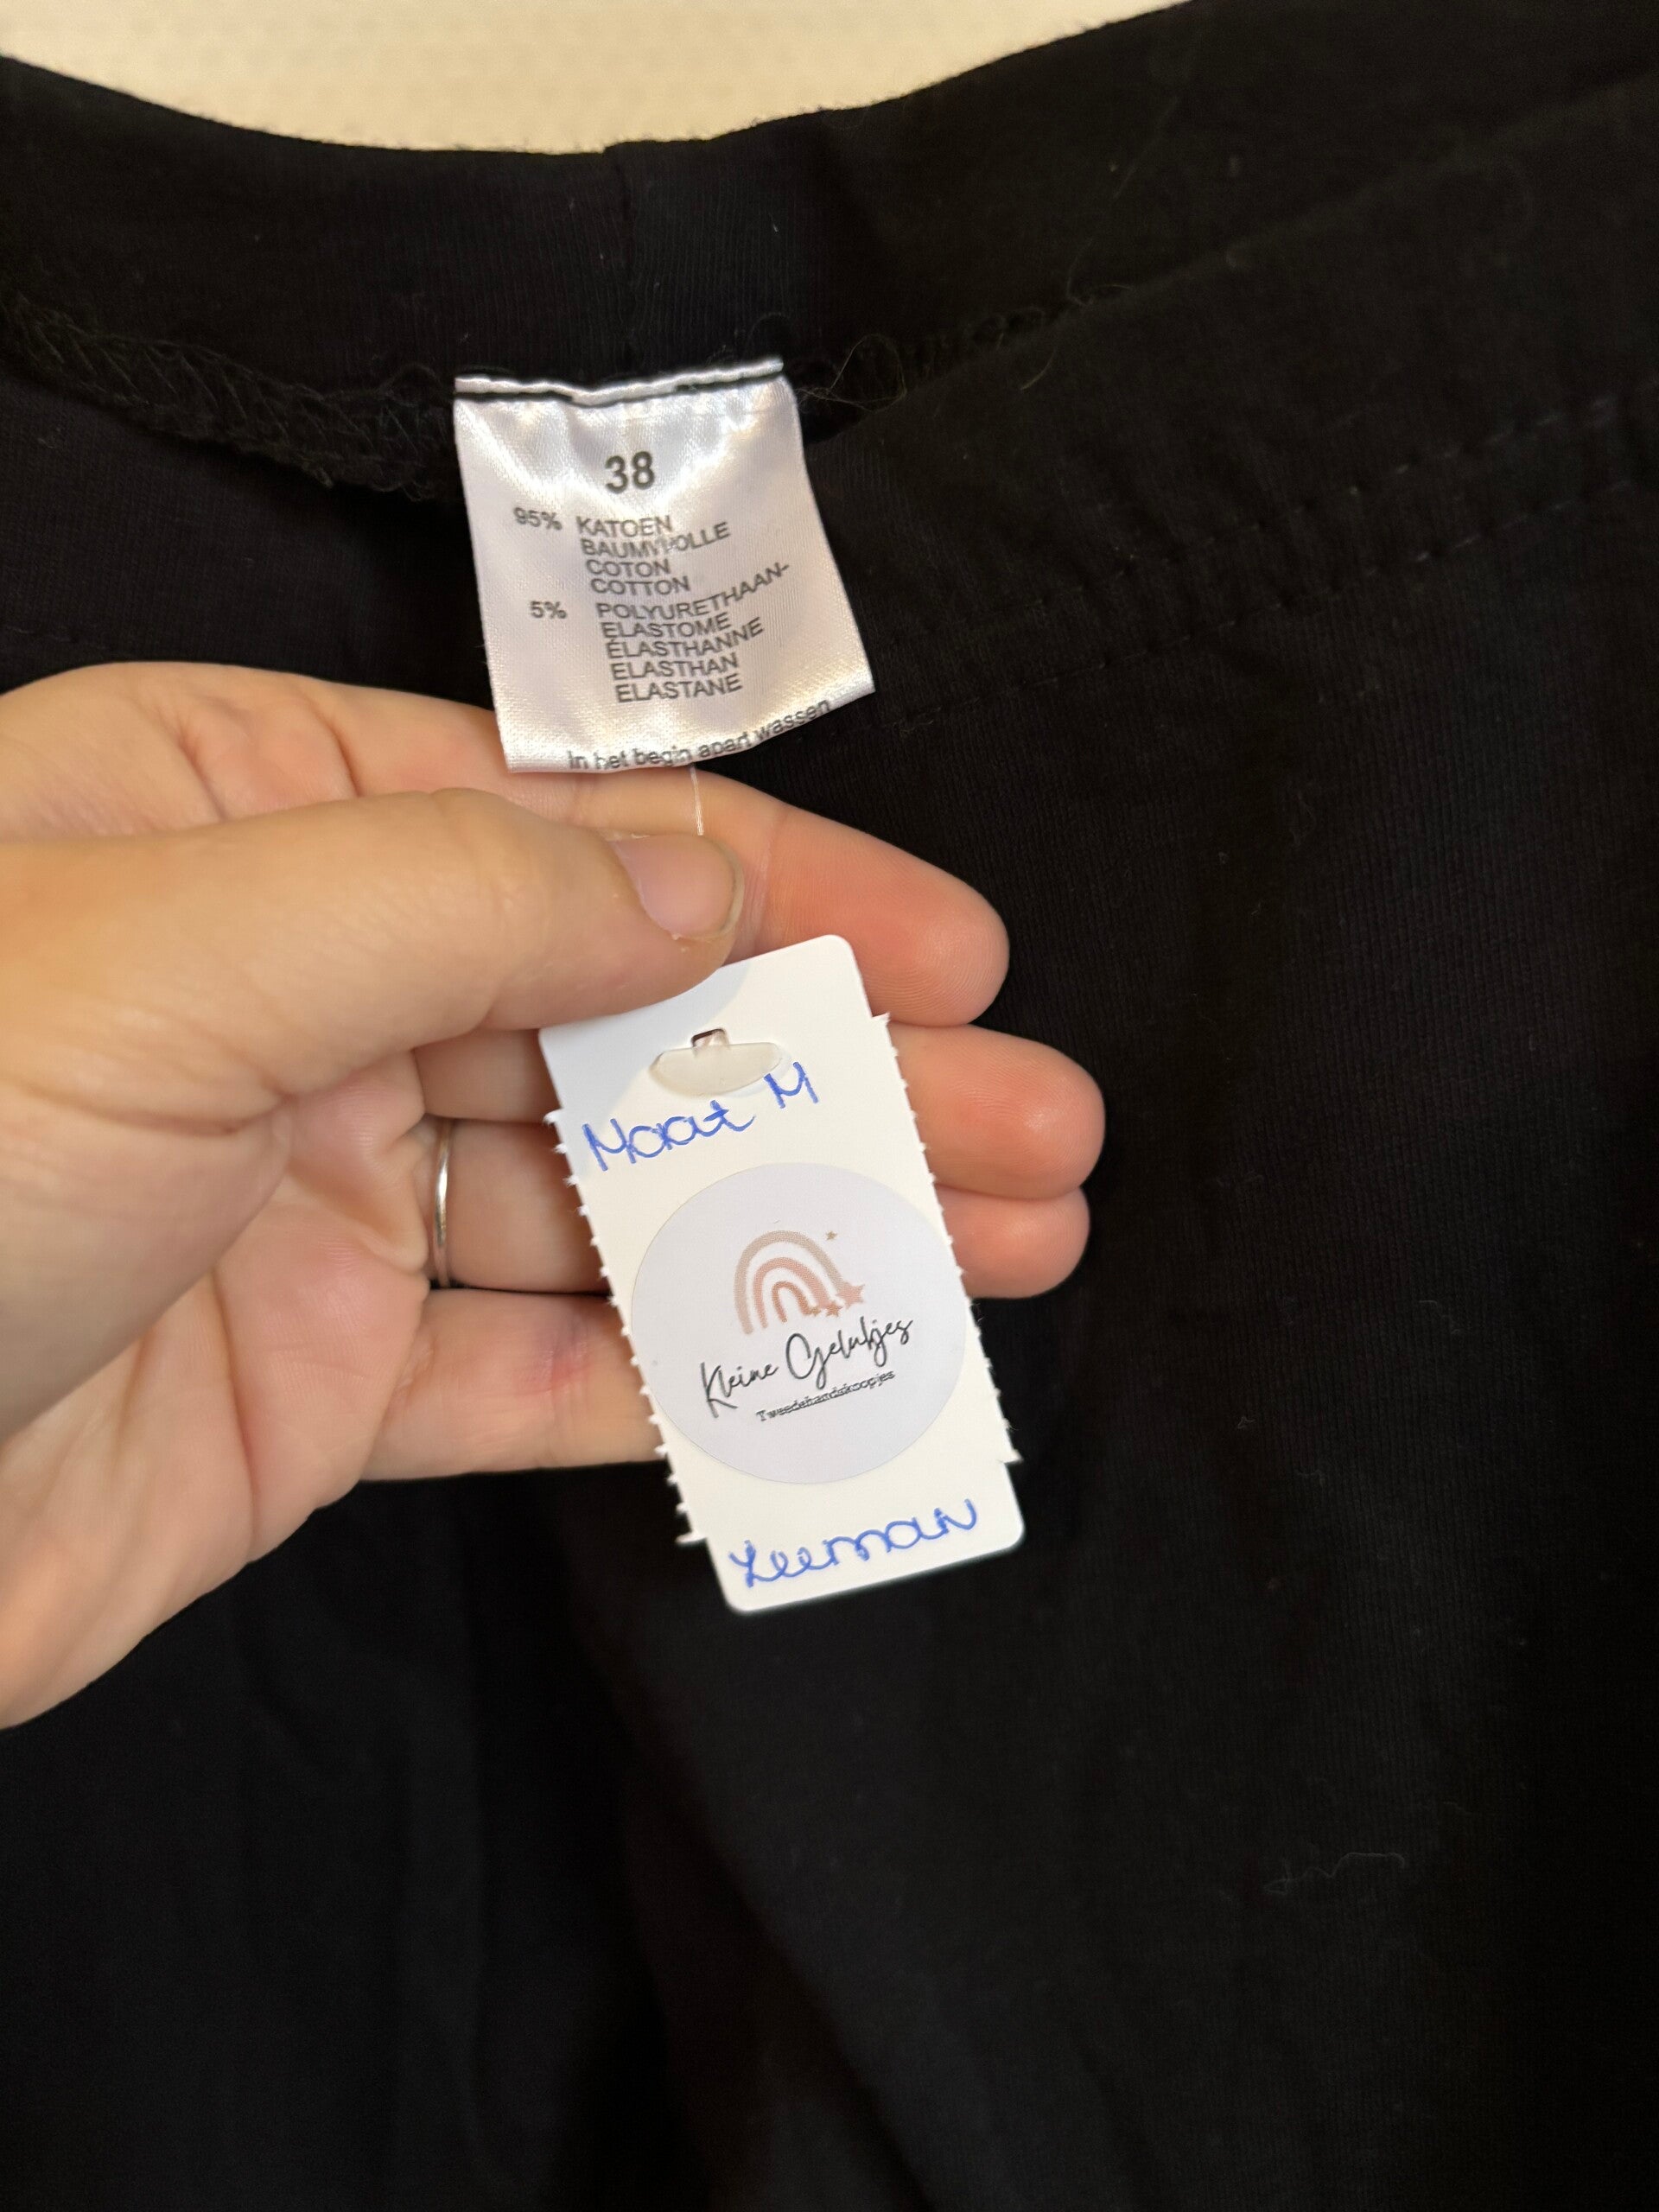 38
95% KATOEN
BAUMWOLLE
COTON
COTTON
5% POLYURETHAAN-
ELASTOME
ÉLASTHANNE
ELASTHAN
ELASTANE
In het begin apart wassen
Maat M
Kleine Gelukjes
Tweedehandskoopjes
Zeeman